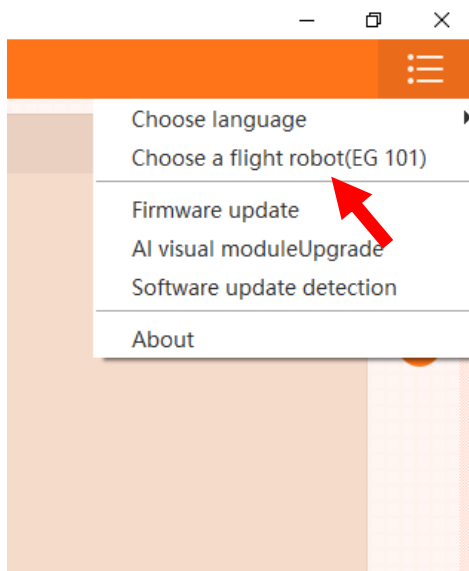 Choose language
Choose a flight robot(EG 101)
Firmware update
AI visual moduleUpgrade
Software update detection
About